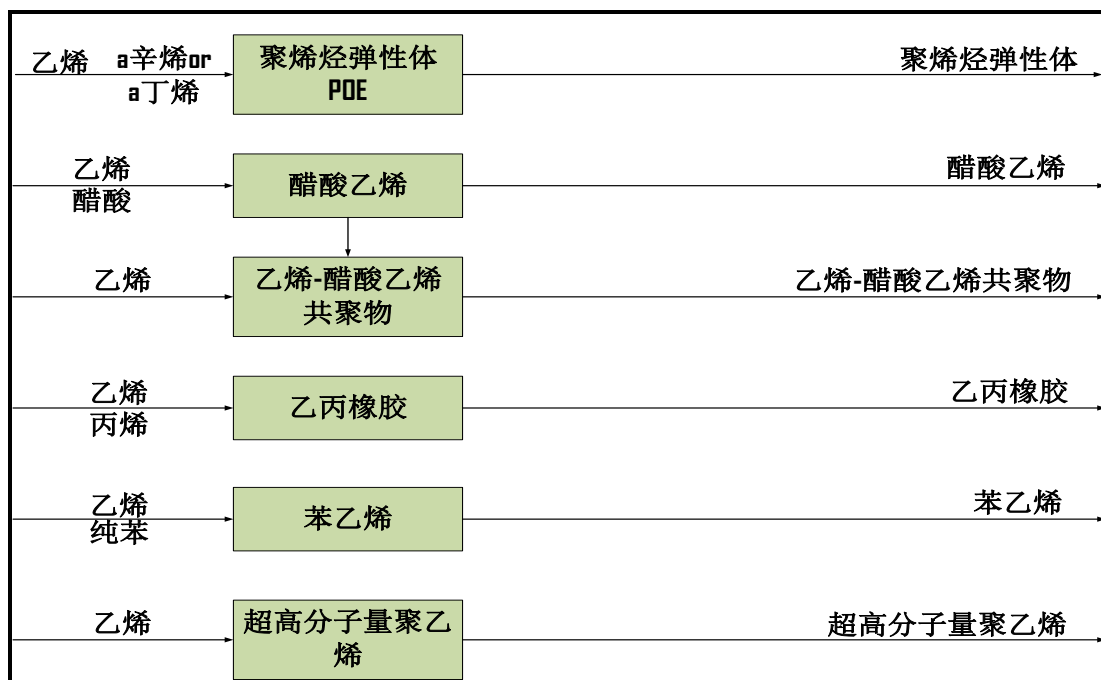 乙烯
a辛烯or
a丁烯
聚烯烃弹性体
POE
聚烯烃弹性体
乙烯
醋酸
醋酸乙烯
醋酸乙烯
乙烯
乙烯-醋酸乙烯
共聚物
乙烯-醋酸乙烯共聚物
乙烯
丙烯
乙丙橡胶
乙丙橡胶
乙烯
纯苯
苯乙烯
苯乙烯
乙烯
超高分子量聚乙
烯
超高分子量聚乙烯